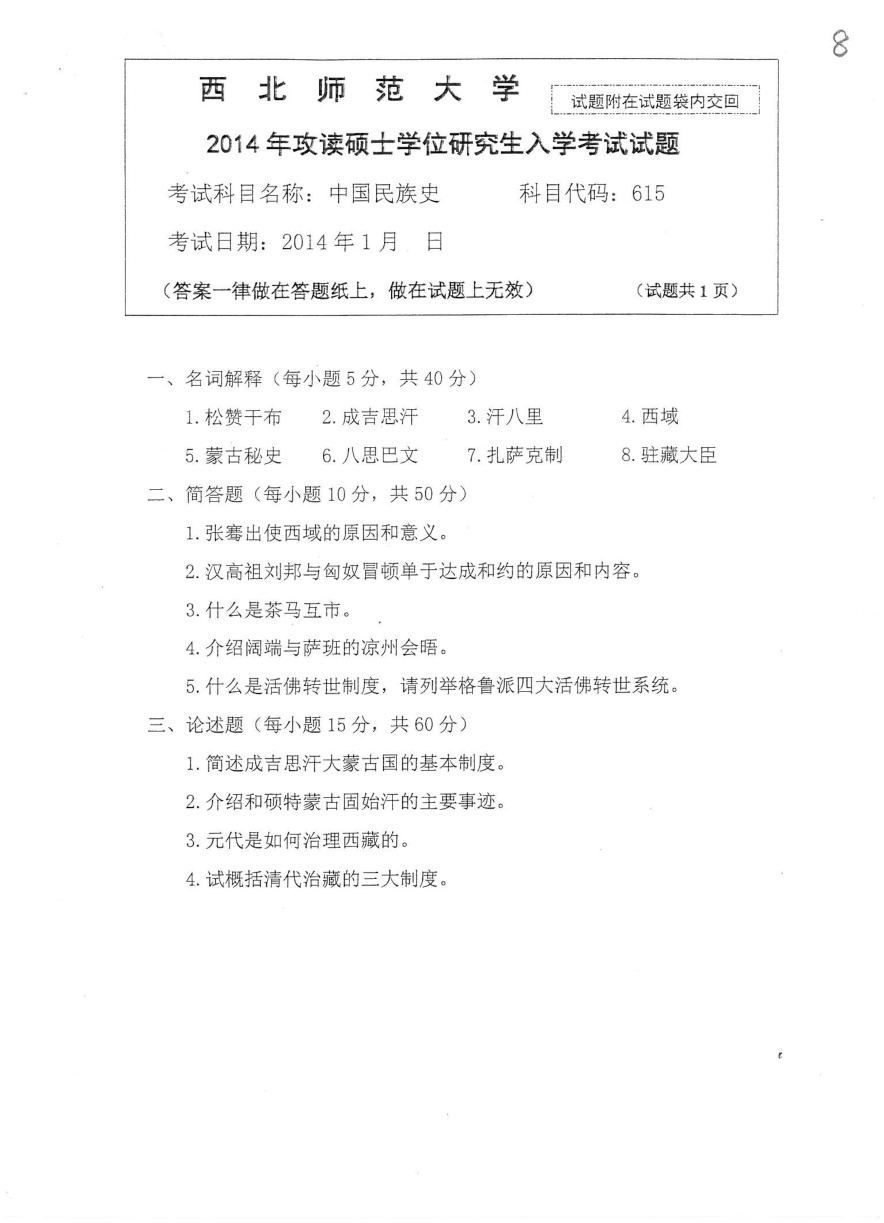 8
西北师范大学
试题附在试题袋内交回
2014年攻读硕士学位研究生入学考试试题
考试科目名称：中国民族史 科目代码：615
考试日期：2014年1月 日
（答案一律做在答题纸上，做在试题上无效） （试题共1页）
一、名词解释（每小题5分，共40分）
1.松赞干布 2.成吉思汗 3.汗八里 4.西域
5.蒙古秘史 6.八思巴文 7.扎萨克制 8.驻藏大臣
二、简答题（每小题10分，共50分）
1.张骞出使西域的原因和意义。
2.汉高祖刘邦与匈奴冒顿单于达成和约的原因和内容。
3.什么是茶马互市。
4.介绍阔端与萨班的凉州会晤。
5.什么是活佛转世制度，请列举格鲁派四大活佛转世系统。
三、论述题（每小题15分，共60分）
1.简述成吉思汗大蒙古国的基本制度。
2.介绍和硕特蒙古固始汗的主要事迹。
3.元代是如何治理西藏的。
4.试概括清代治藏的三大制度。